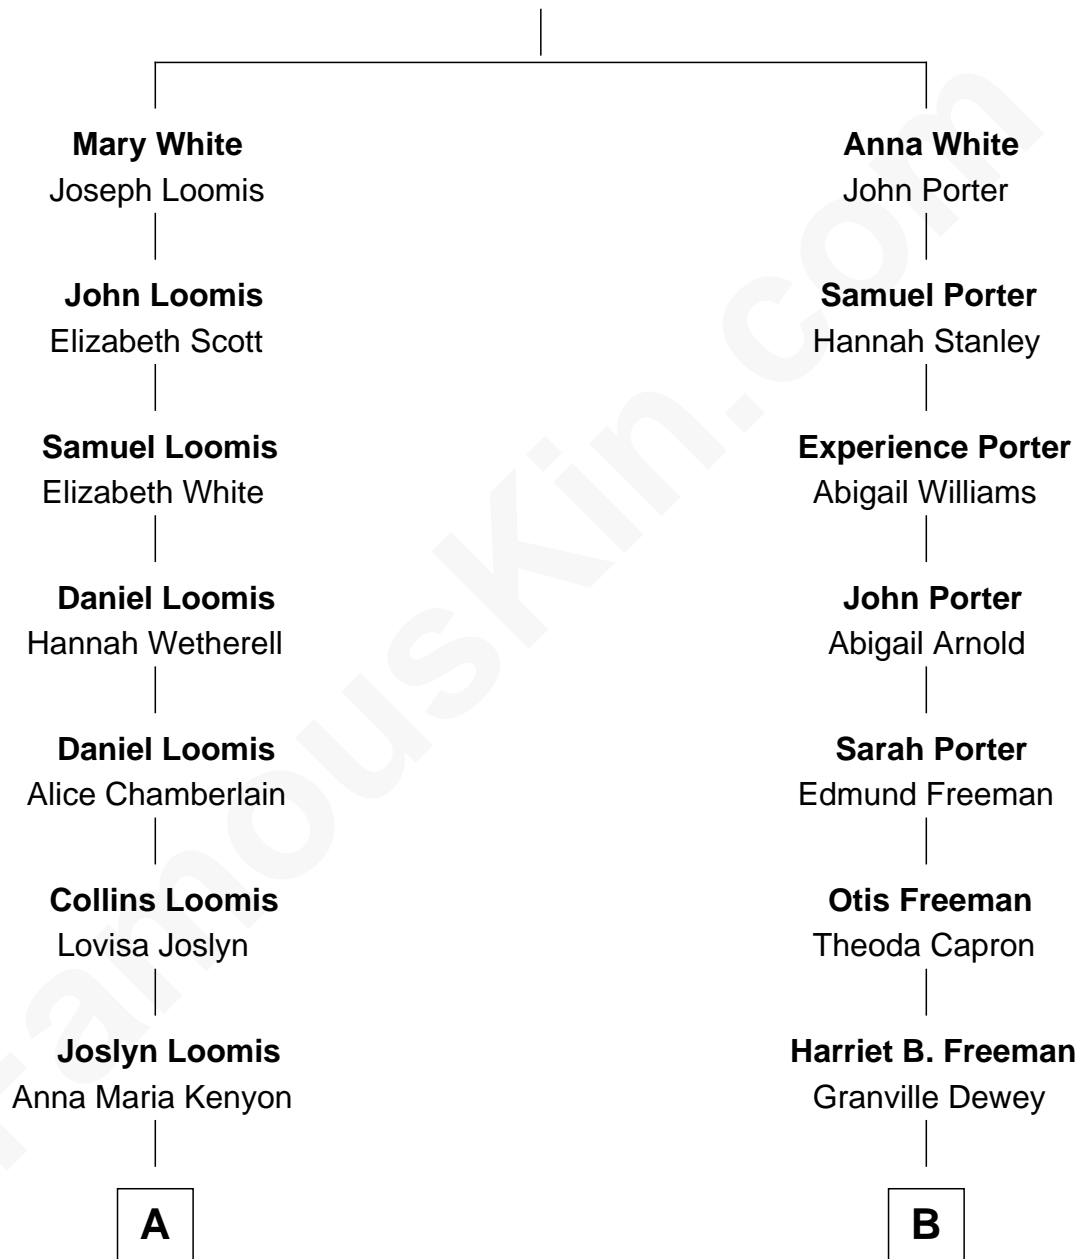 Mary White
Joseph Loomis
John Loomis
Elizabeth Scott
Samuel Loomis
Elizabeth White
Daniel Loomis
Hannah Wetherell
Daniel Loomis
Alice Chamberlain
Collins Loomis
Lovisa Joslyn
Joslyn Loomis
Anna Maria Kenyon
A
Anna White
John Porter
Samuel Porter
Hannah Stanley
Experience Porter
Abigail Williams
John Porter
Abigail Arnold
Sarah Porter
Edmund Freeman
Otis Freeman
Theoda Capron
Harriet B. Freeman
Granville Dewey
B
FamousKin.com